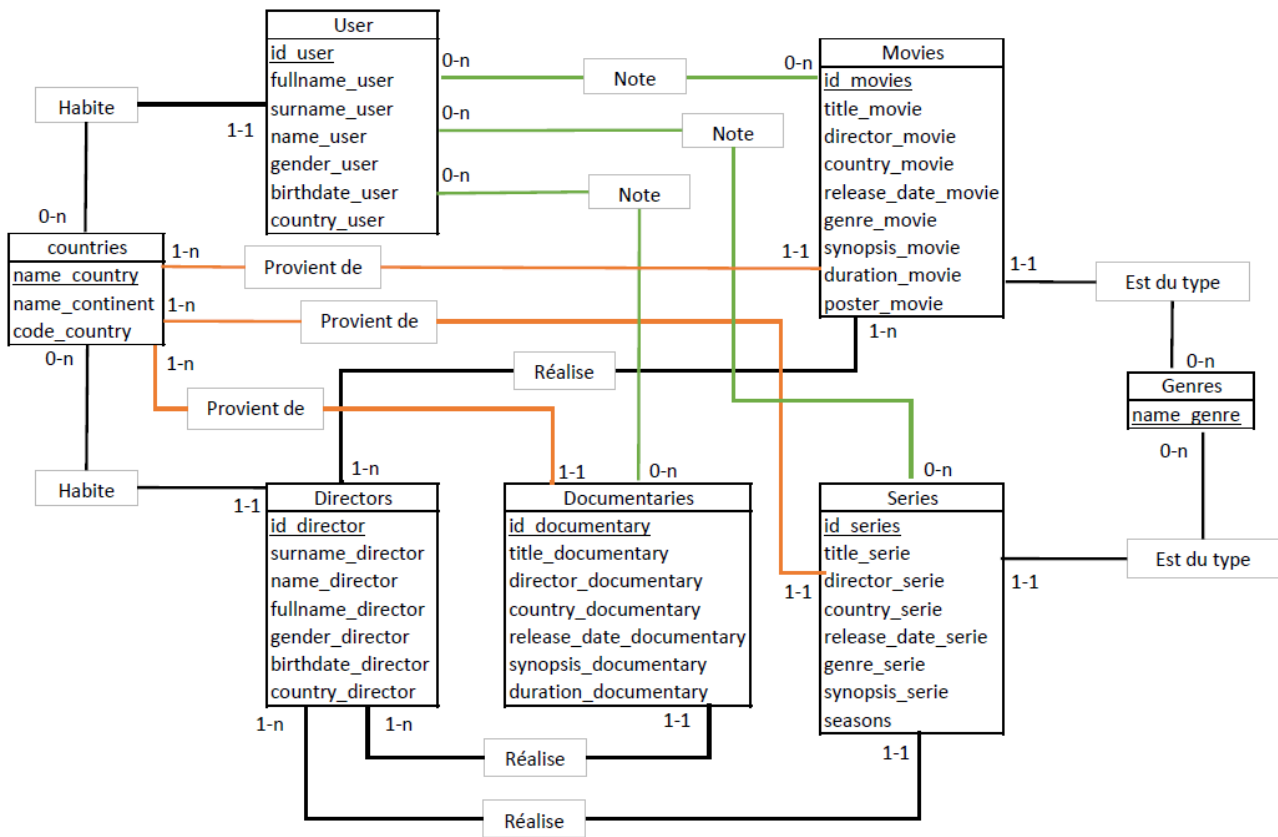 User
id_user
fullname_user
surname_user
name_user
gender_user
birthdate_user
country_user
0-n
Note
0-n
0-n
Note
0-n
Note
Movies
id_movies
title_movie
director_movie
country_movie
release_date_movie
genre_movie
synopsis_movie
duration_movie
poster_movie
Habite
1-1
0-n
countries
name_country
name_continent
code_country
1-n
Provient de
1-1
1-n
Provient de
0-n
1-n
Provient de
1-1
Est du type
1-n
Réalise
0-n
Genres
name_genre
0-n
Habite
1-1
1-n
1-1
0-n
0-n
Directors
id_director
surname_director
name_director
fullname_director
gender_director
birthdate_director
country_director
Documentaries
id_documentary
title_documentary
director_documentary
country_documentary
release_date_documentary
synopsis_documentary
duration_documentary
Series
id_series
title_serie
director_serie
country_serie
release_date_serie
genre_serie
synopsis_serie
seasons
1-1
1-1
Est du type
1-n
1-n
1-1
Réalise
1-1
Réalise